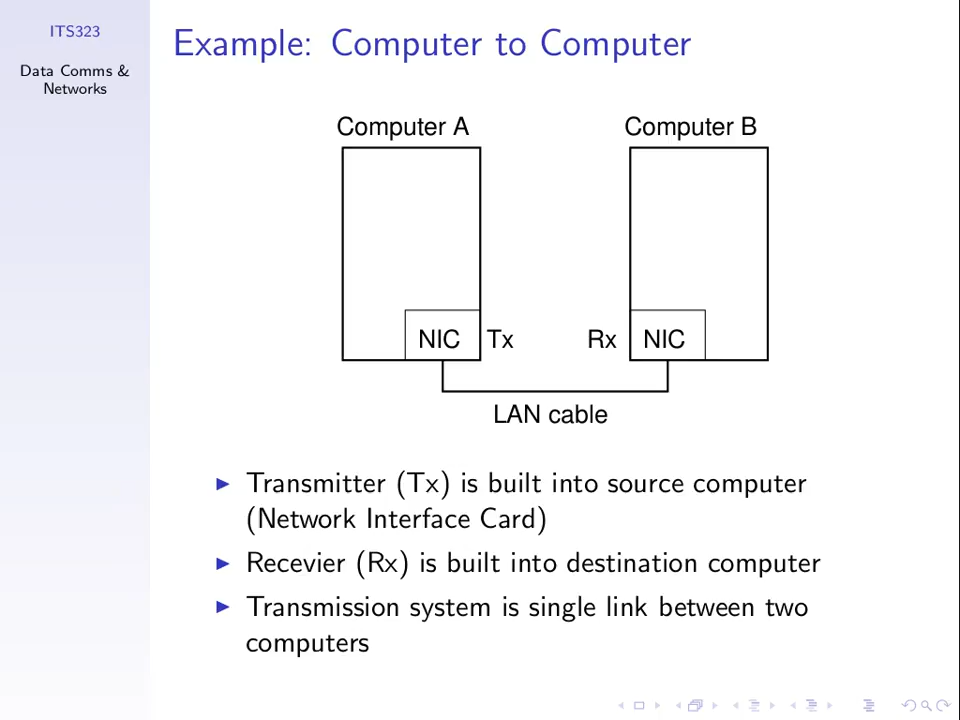 ITS323
Data Comms &
Networks
Example: Computer to Computer
Computer A
Computer B
NIC
Tx
Rx
NIC
LAN cable
Transmitter (Tx) is built into source computer
(Network Interface Card)
Recevier (Rx) is built into destination computer
Transmission system is single link between two
computers